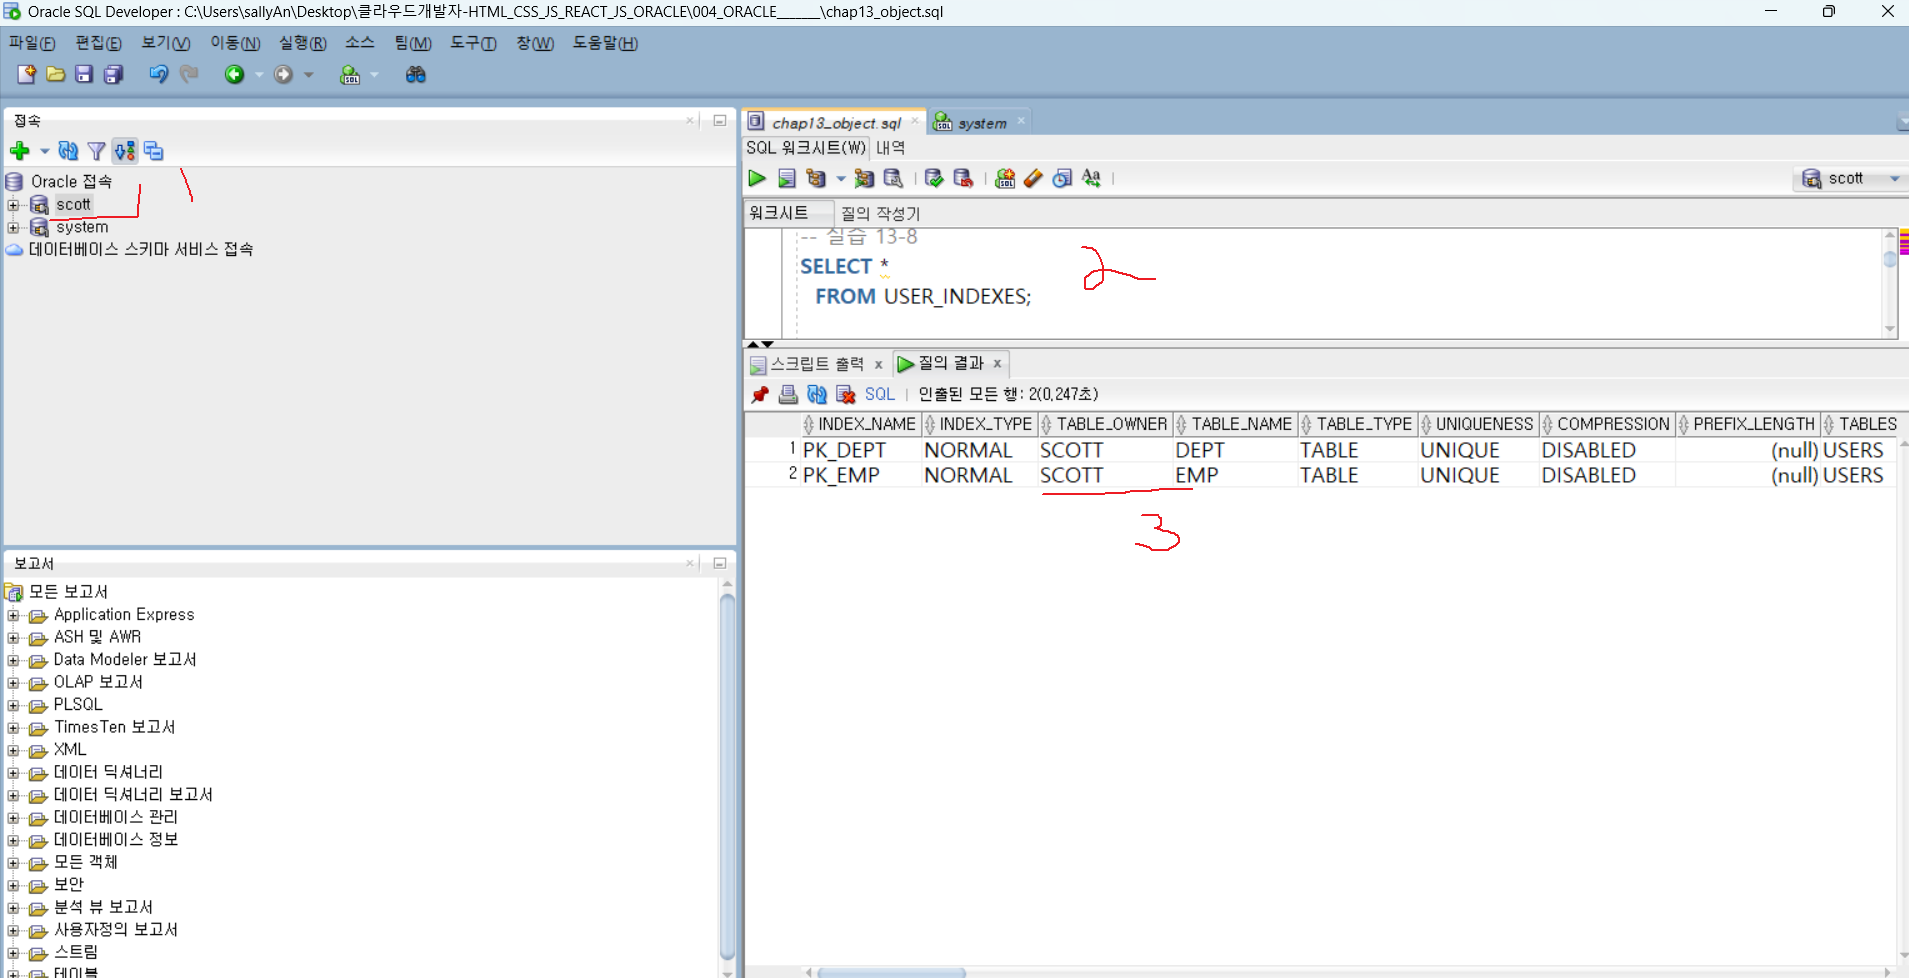 Oracle SQL Developer : C:\Users\sallyAn\Desktop\클라우드개발자-HTML_CSS_JS_REACT_JS_ORACLE\004_ORACLE______\chap13_object.sql
파일(F) 편집(E) 보기(V) 이동(N) 실행(R) 소스 팀(M) 도구(T) 창(W) 도움말(H)
접속
Oracle 접속
scott
system
데이터베이스 스키마 서비스 접속
1
보고서
모든 보고서
Application Express
ASH 및 AWR
Data Modeler 보고서
OLAP 보고서
PLSQL
TimesTen 보고서
XML
데이터 딕셔너리
데이터 딕셔너리 보고서
데이터베이스 관리
데이터베이스 정보
모든 객체
보안
분석 뷰 보고서
사용자정의 보고서
스트림
테이블
chap13_object.sql system
SQL 워크시트(W) 내역
scott
워크시트 질의 작성기
-- 실습 13-8
SELECT *
FROM USER_INDEXES;
2
스크립트 출력 x 질의 결과 x
SQL | 인출된 모든 행: 2(0,247초)
INDEX_NAME INDEX_TYPE TABLE_OWNER TABLE_NAME TABLE_TYPE UNIQUENESS COMPRESSION PREFIX_LENGTH TABLES
1 PK_DEPT NORMAL SCOTT DEPT TABLE UNIQUE DISABLED (null) USERS
2 PK_EMP NORMAL SCOTT EMP TABLE UNIQUE DISABLED (null) USERS
3